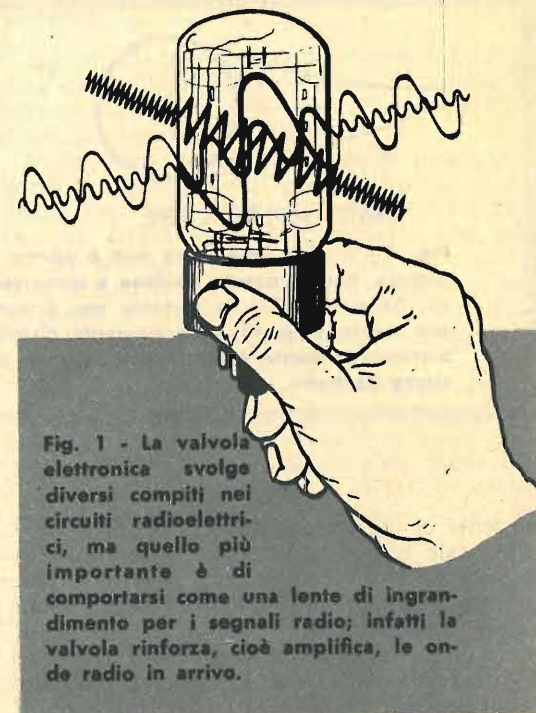 Fig. 1 - La valvola
elettronica svolge
diversi compiti nei
circuiti radioelettri-
ci, ma quello più
importante è di
comportarsi come una lente di ingran-
dimento per i segnali radio; infatti la
valvola rinforza, cioè amplifica, le on-
de radio in arrivo.